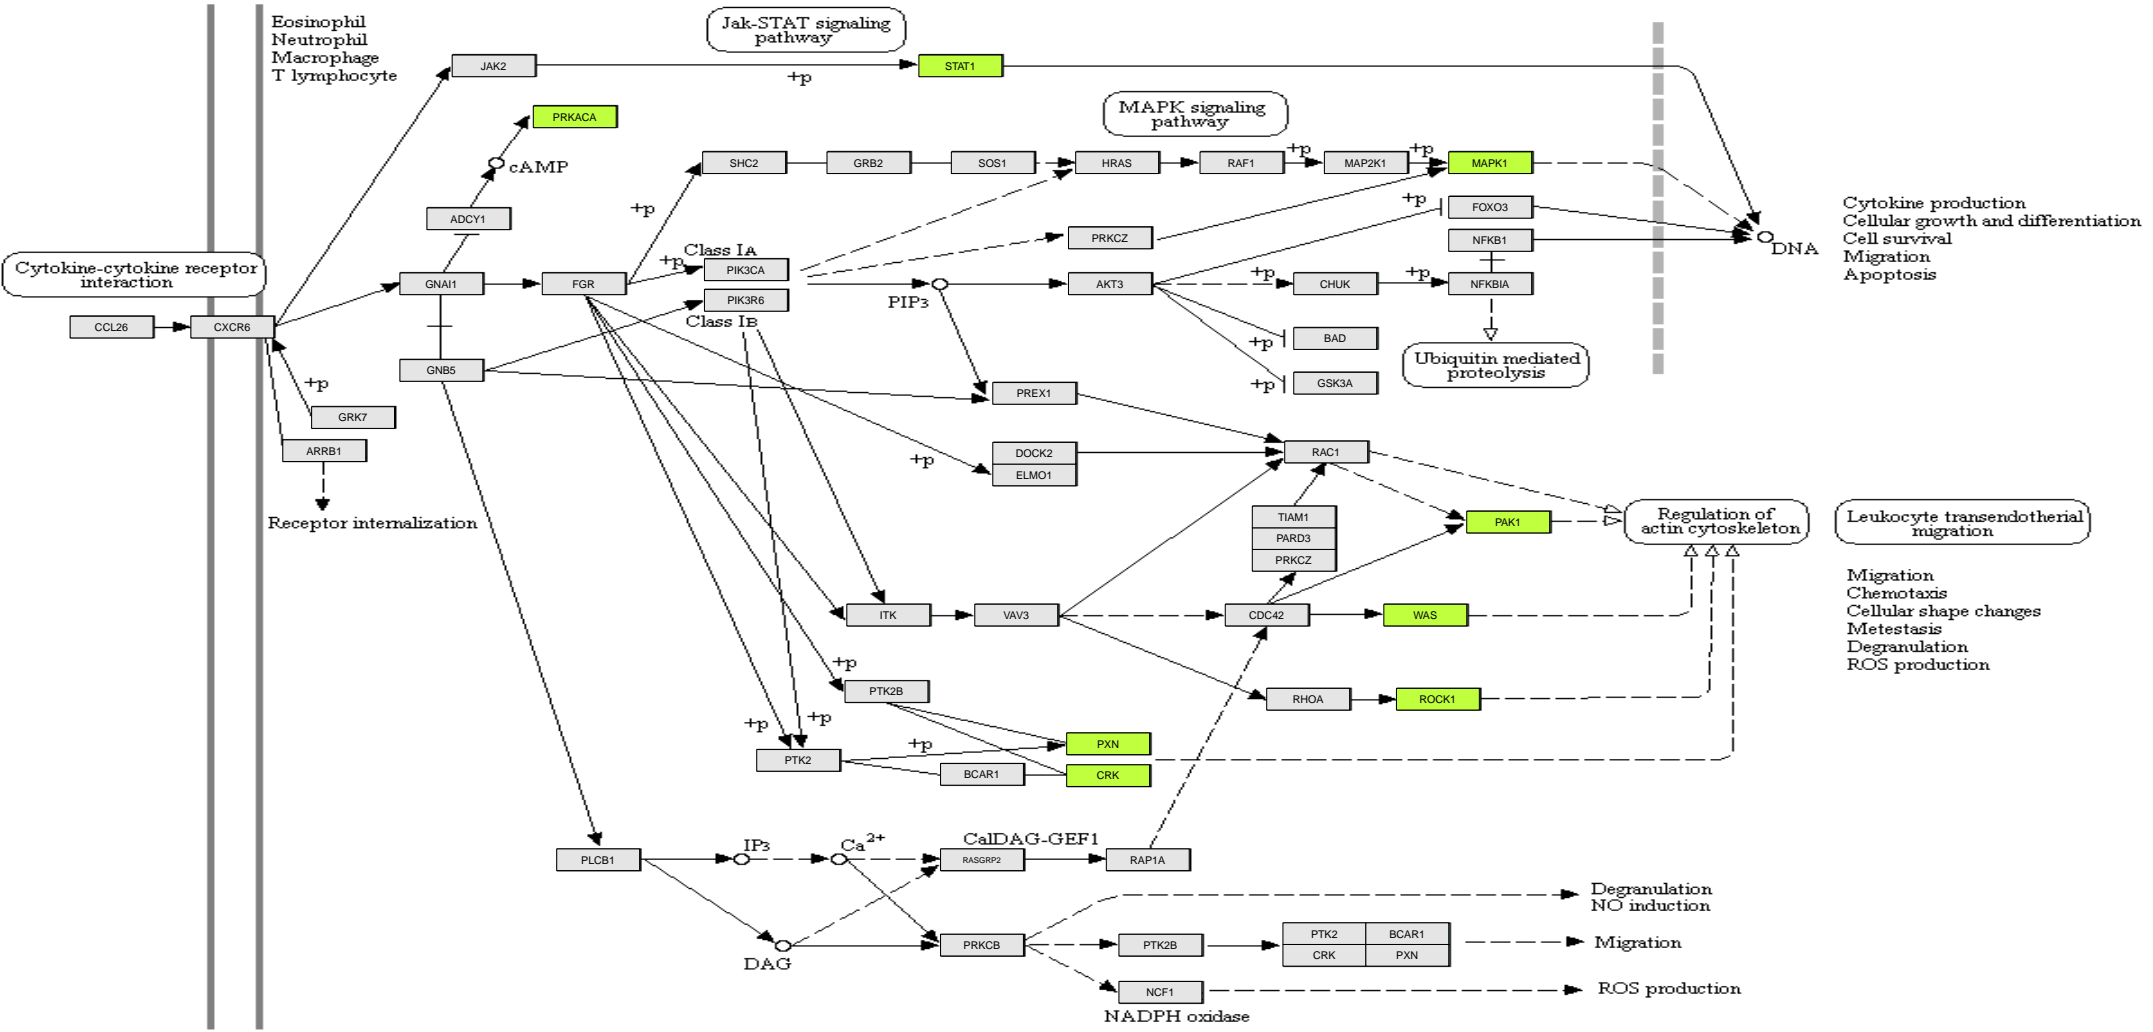 Eosinophil
Neutrophil
Macrophage
T lymphocyte
Jak-STAT signaling
pathway
JAK2
+p
STAT1
PRKACA
cAMP
ADCY1
MAPK signaling
pathway
SHC2
GRB2
SOS1
HRAS
RAF1
+p
MAP2K1
+p
MAPK1
+p
+p
FOXO3
PRKCZ
NFKB1
DNA
Cytokine production
Cellular growth and differentiation
Cell survival
Migration
Apoptosis
Cytokine-cytokine receptor
interaction
Class IA
+p
PIK3CA
GNAI1
FGR
PIK3R6
Class IB
PIP3
AKT3
+p
CHUK
+p
NFKBIA
CCL26
CXCR6
+p
BAD
Ubiquitin mediated
proteolysis
GNB5
+p
GSK3A
+p
PREX1
GRK7
ARRB1
Receptor internalization
+p
DOCK2
ELMO1
RAC1
TIAM1
PARD3
PRKCZ
PAK1
Regulation of
actin cytoskeleton
Leukocyte transendotherial
migration
Migration
Chemotaxis
Cellular shape changes
Metestasis
Degranulation
ROS production
ITK
VAV3
CDC42
WAS
+p
PTK2B
RHOA
ROCK1
+p
+p
PTK2
+p
PXN
BCAR1
CRK
PLCB1
IP3
Ca2+
CalDAG-GEF1
RASGRP2
RAP1A
Degranulation
NO induction
DAG
PRKCB
PTK2B
PTK2
BCAR1
CRK
PXN
Migration
NCF1
NADPH oxidase
ROS production